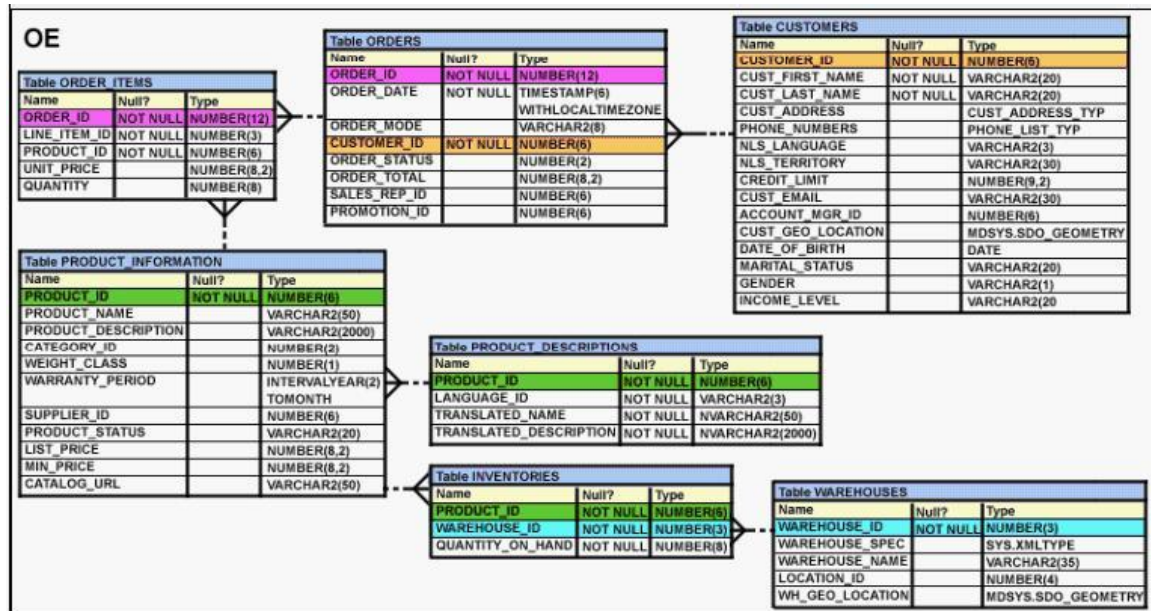 OE
Table ORDER_ITEMS
Name Null? Type
ORDER_ID NOT NULL NUMBER(12)
LINE_ITEM_ID NOT NULL NUMBER(3)
PRODUCT_ID NOT NULL NUMBER(6)
UNIT_PRICE NUMBER(8,2)
QUANTITY NUMBER(8)
Table ORDERS
Name Null? Type
ORDER_ID NOT NULL NUMBER(12)
ORDER_DATE NOT NULL TIMESTAMP(6)
WITHLOCALTIMEZONE
ORDER_MODE VARCHAR2(8)
CUSTOMER_ID NOT NULL NUMBER(6)
ORDER_STATUS NUMBER(2)
ORDER_TOTAL NUMBER(8,2)
SALES_REP_ID NUMBER(6)
PROMOTION_ID NUMBER(6)
Table CUSTOMERS
Name Null? Type
CUSTOMER_ID NOT NULL NUMBER(6)
CUST_FIRST_NAME NOT NULL VARCHAR2(20)
CUST_LAST_NAME NOT NULL VARCHAR2(20)
CUST_ADDRESS CUST_ADDRESS_TYP
PHONE_NUMBERS PHONE_LIST_TYP
NLS_LANGUAGE VARCHAR2(3)
NLS_TERRITORY VARCHAR2(30)
CREDIT_LIMIT NUMBER(9,2)
CUST_EMAIL VARCHAR2(30)
ACCOUNT_MGR_ID NUMBER(6)
CUST_GEO_LOCATION MDSYS.SDO_GEOMETRY
DATE_OF_BIRTH DATE
MARITAL_STATUS VARCHAR2(20)
GENDER VARCHAR2(1)
INCOME_LEVEL VARCHAR2(20
Table PRODUCT_INFORMATION
Name Null? Type
PRODUCT_ID NOT NULL NUMBER(6)
PRODUCT_NAME VARCHAR2(50)
PRODUCT_DESCRIPTION VARCHAR2(2000)
CATEGORY_ID NUMBER(2)
WEIGHT_CLASS NUMBER(1)
WARRANTY_PERIOD INTERVALYEAR(2)
TOMONTH
SUPPLIER_ID NUMBER(6)
PRODUCT_STATUS VARCHAR2(20)
LIST_PRICE NUMBER(8,2)
MIN_PRICE NUMBER(8,2)
CATALOG_URL VARCHAR2(50)
Table PRODUCT_DESCRIPTIONS
Name Null? Type
PRODUCT_ID NOT NULL NUMBER(6)
LANGUAGE_ID NOT NULL VARCHAR2(3)
TRANSLATED_NAME NOT NULL NVARCHAR2(50)
TRANSLATED_DESCRIPTION NOT NULL NVARCHAR2(2000)
Table INVENTORIES
Name Null? Type
PRODUCT_ID NOT NULL NUMBER(6)
WAREHOUSE_ID NOT NULL NUMBER(3)
QUANTITY_ON_HAND NOT NULL NUMBER(8)
Table WAREHOUSES
Name Null? Type
WAREHOUSE_ID NOT NULL NUMBER(3)
WAREHOUSE_SPEC SYS.XMLTYPE
WAREHOUSE_NAME VARCHAR2(35)
LOCATION_ID NUMBER(4)
WH_GEO_LOCATION MDSYS.SDO_GEOMETRY